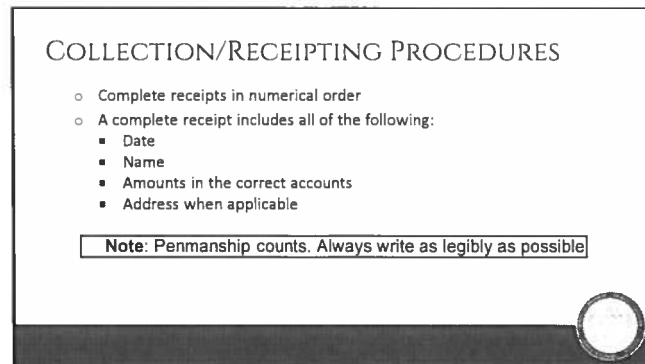 COLLECTION/RECEIPTING PROCEDURES
○ Complete receipts in numerical order
○ A complete receipt includes all of the following:
▪ Date
▪ Name
▪ Amounts in the correct accounts
▪ Address when applicable
Note: Penmanship counts. Always write as legibly as possible